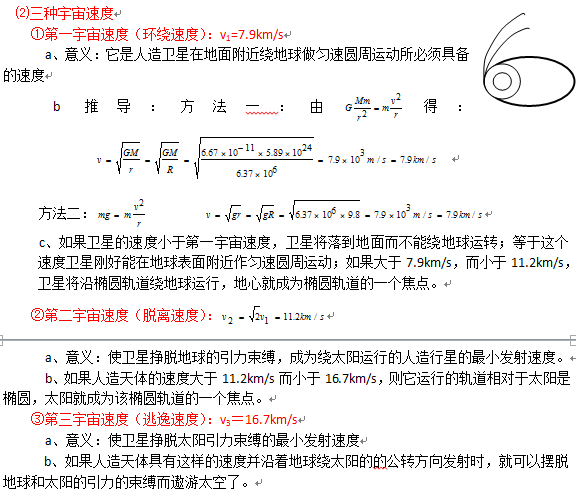 ⑵三种宇宙速度
①第一宇宙速度(环绕速度):v₁=7.9km/s
a、意义:它是人造卫星在地面附近绕地球做匀速圆周运动所必须具备
的速度
b 推导:方法一:由 G\frac{Mm}{r^2}=m\frac{v^2}{r} 得:
v=\sqrt{\frac{GM}{r}}=\sqrt{\frac{GM}{R}}=\sqrt{\frac{6.67×10^{-11}×5.89×10^{24}}{6.37×10^6}}=7.9×10^3 m/s=7.9km/s
方法二:mg=m\frac{v^2}{r} v=\sqrt{gr}=\sqrt{gR}=\sqrt{6.37×10^6×9.8}=7.9×10^3 m/s=7.9km/s
c、如果卫星的速度小于第一宇宙速度,卫星将落到地面而不能绕地球运转;等于这个
速度卫星刚好能在地球表面附近作匀速圆周运动;如果大于 7.9km/s,而小于 11.2km/s,
卫星将沿椭圆轨道绕地球运行,地心就成为椭圆轨道的一个焦点。
②第二宇宙速度(脱离速度):v_2=\sqrt{2}v_1=11.2km/s
a、意义:使卫星挣脱地球的引力束缚,成为绕太阳运行的人造行星的最小发射速度。
b、如果人造天体的速度大于 11.2km/s 而小于 16.7km/s,则它运行的轨道相对于太阳是
椭圆,太阳就成为该椭圆轨道的一个焦点。
③第三宇宙速度(逃逸速度):v₃=16.7km/s
a、意义:使卫星挣脱太阳引力束缚的最小发射速度
b、如果人造天体具有这样的速度并沿着地球绕太阳的的公转方向发射时,就可以摆脱
地球和太阳的引力的束缚而遨游太空了。